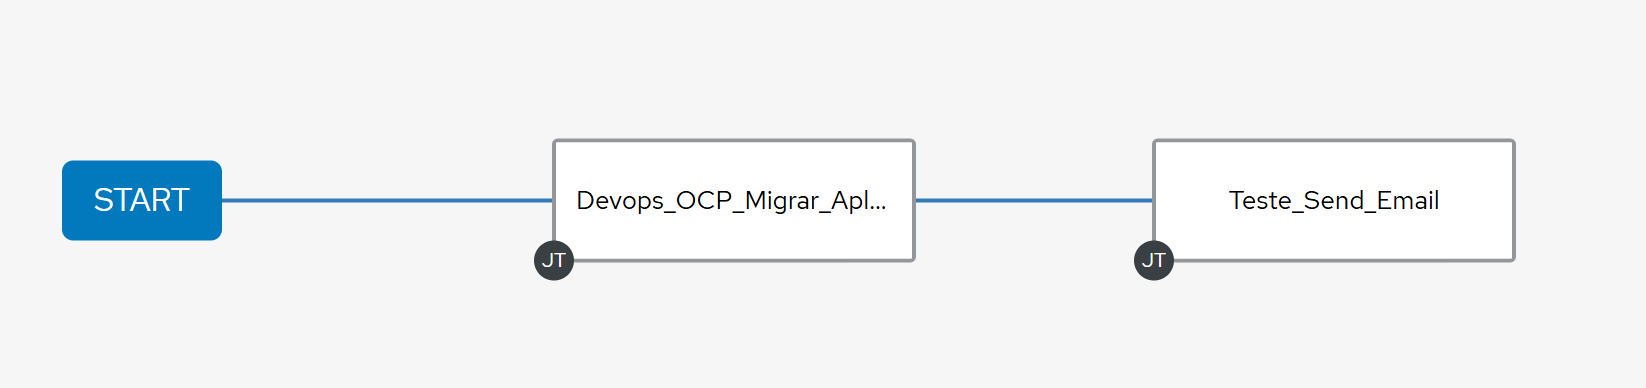 START
Devops_OCP_Migrar_Apl...
JT
Teste_Send_Email
JT